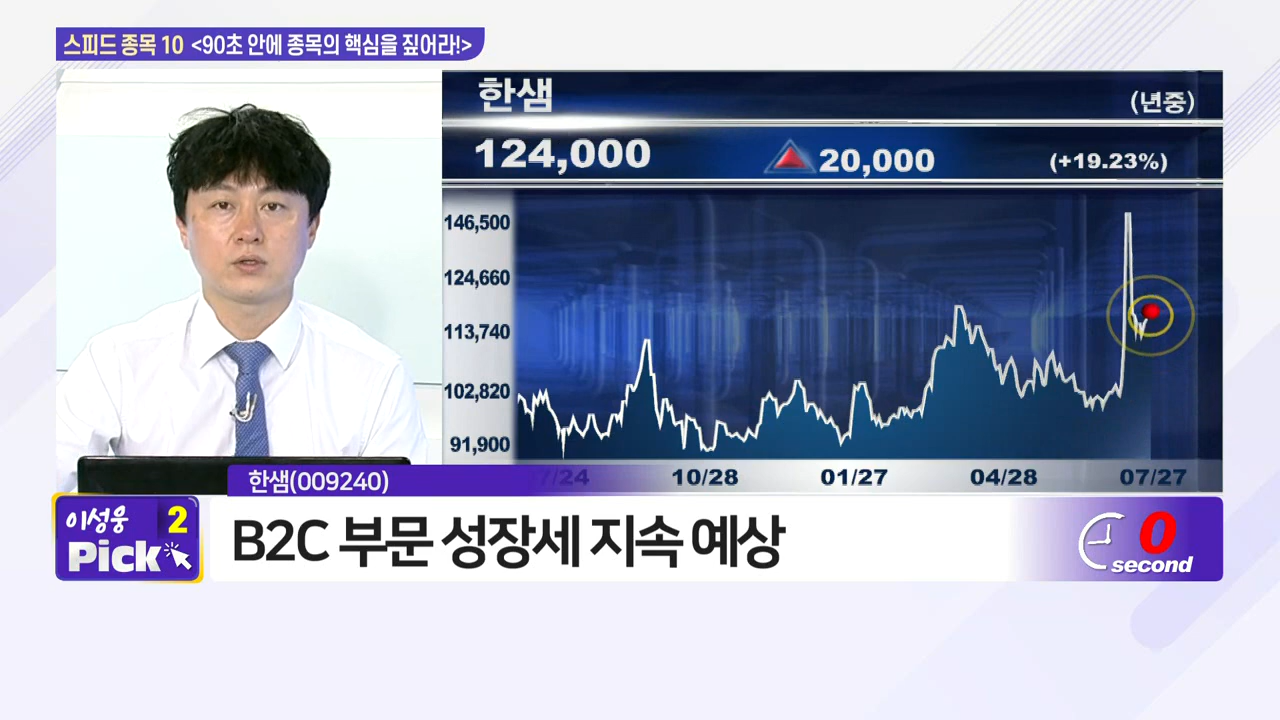 스피드 종목 10 <90초 안에 종목의 핵심을 짚어라!>
한샘
(년중)
124,000
20,000
(+19.23%)
146,500
124,660
113,740
102,820
91,900
7/24
10/28
01/27
04/28
07/27
한샘(009240)
이성웅 2
Pick
B2C 부문 성장세 지속 예상
0
second